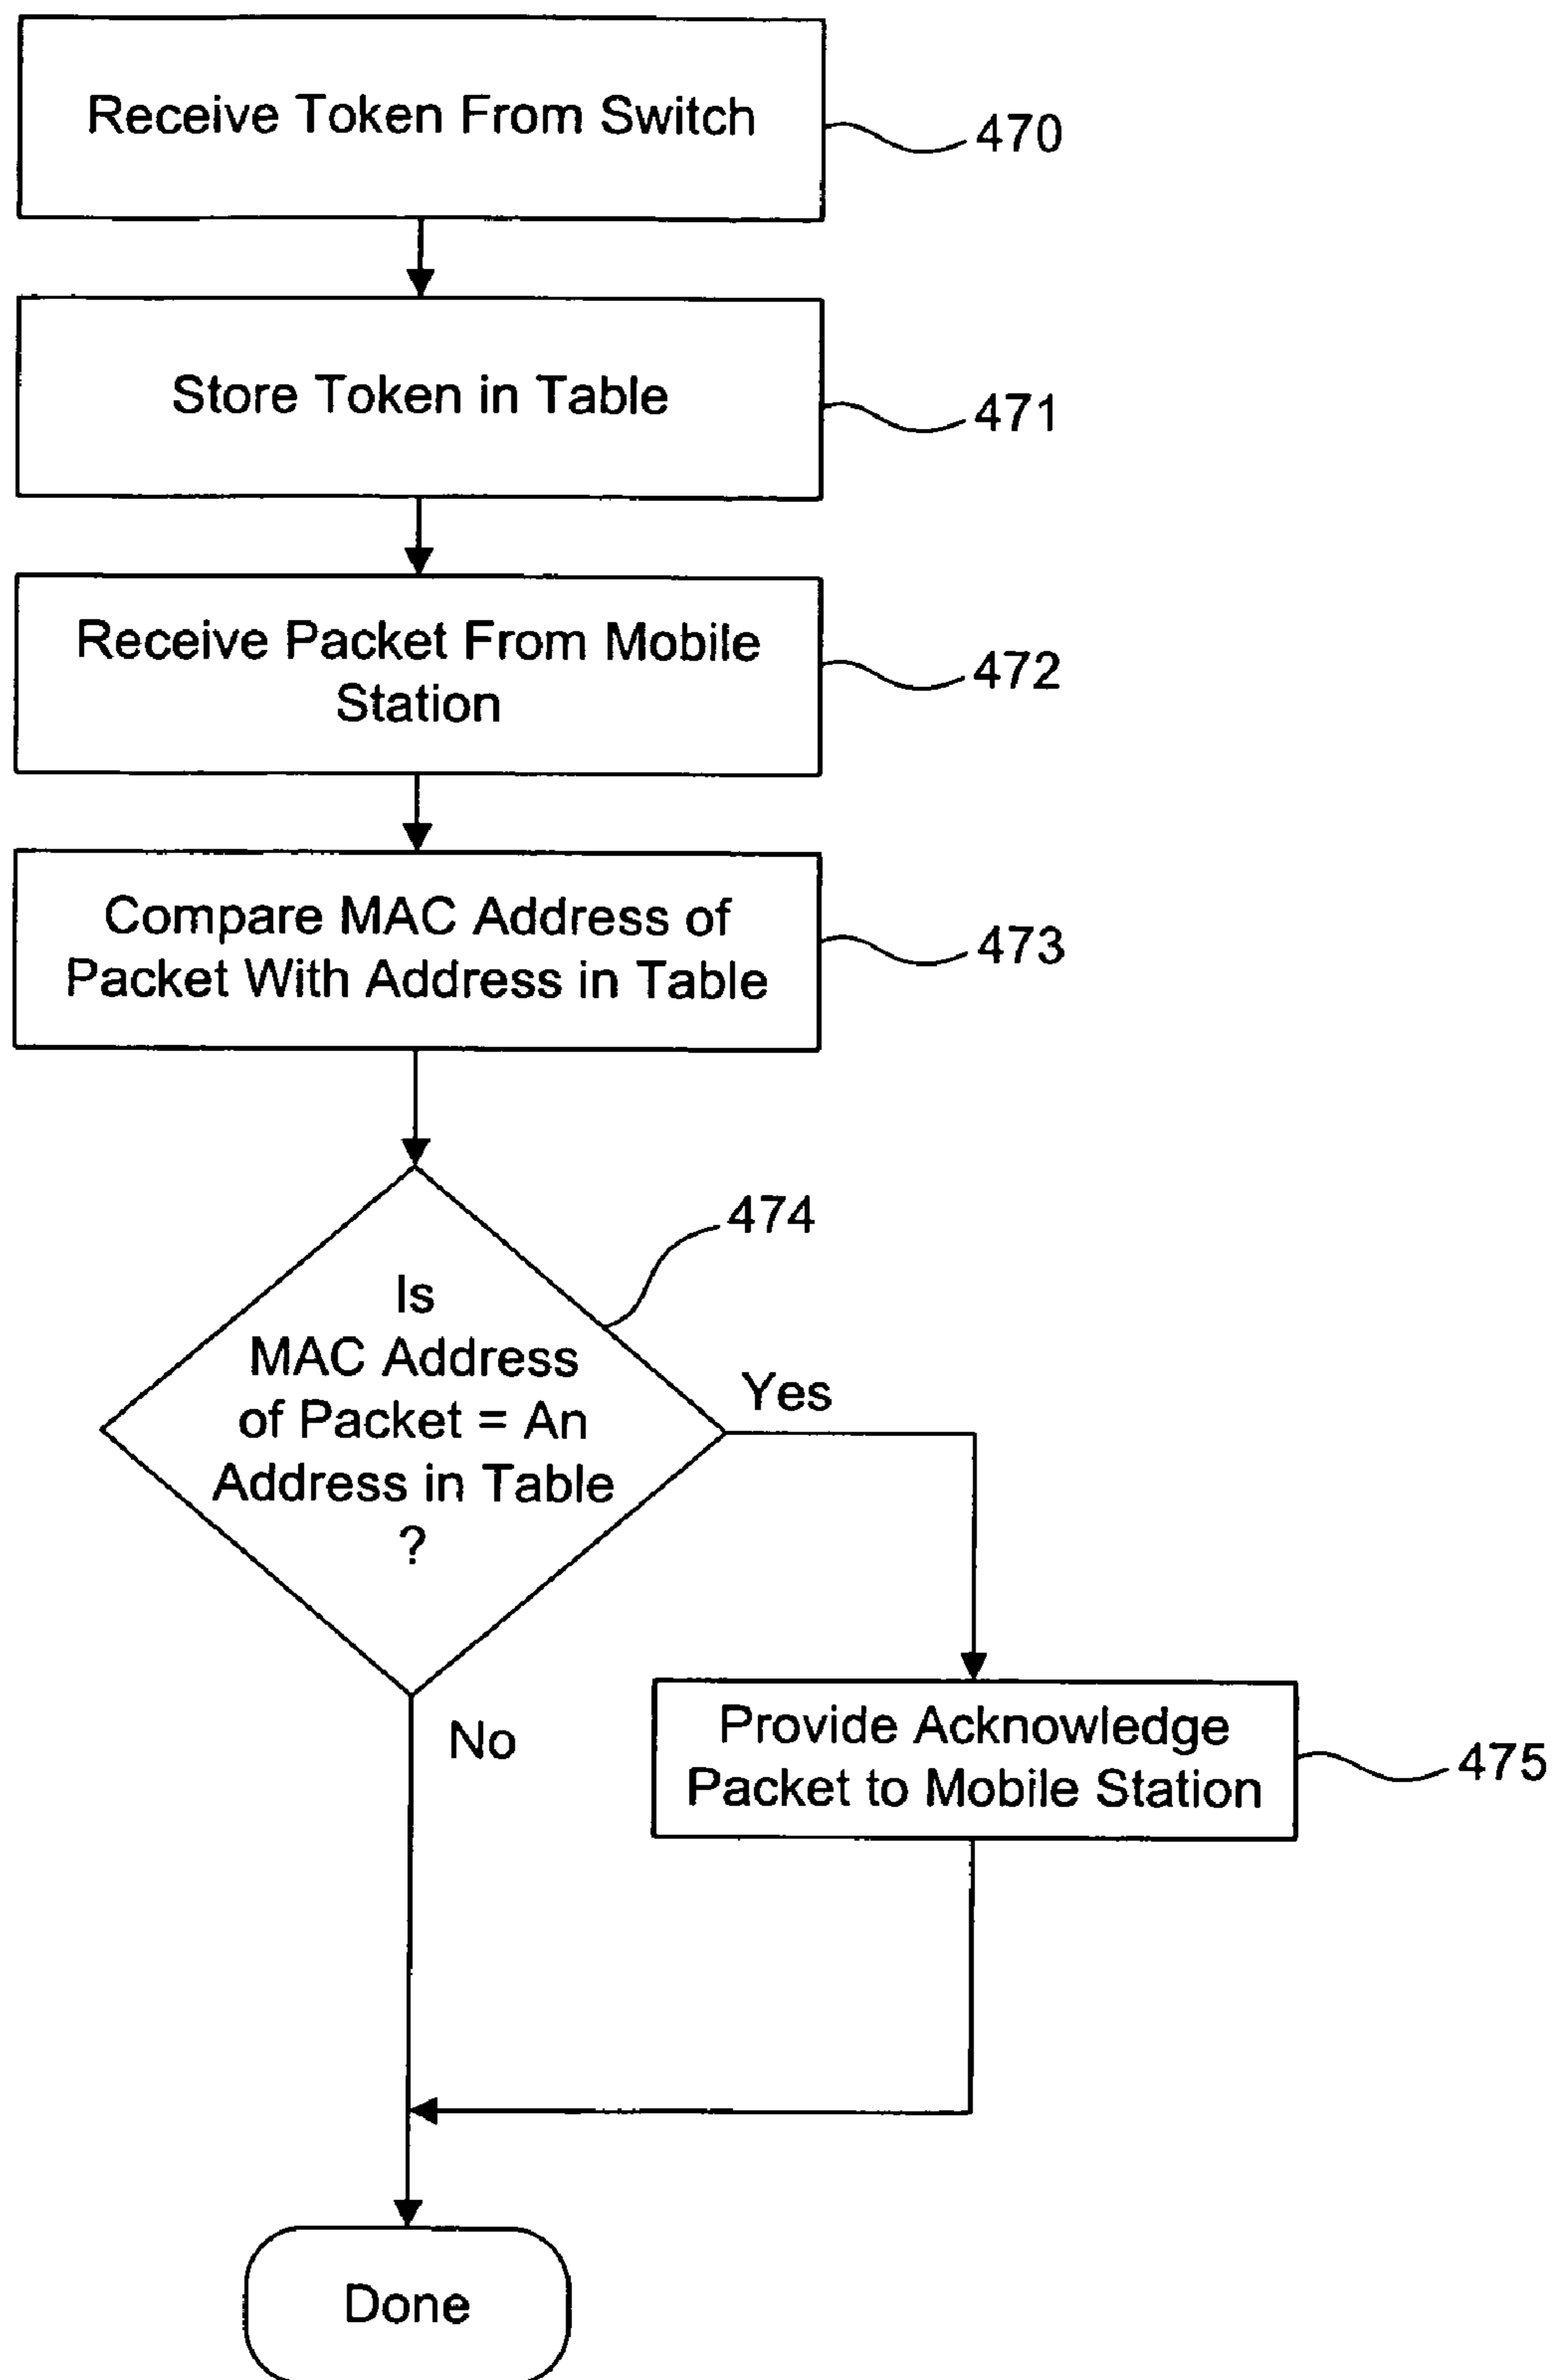 Receive Token From Switch
470
Store Token in Table
471
Receive Packet From Mobile
Station
472
Compare MAC Address of
Packet With Address in Table
473
474
Is
MAC Address
of Packet = An
Address in Table
?
Yes
No
Provide Acknowledge
Packet to Mobile Station
475
Done